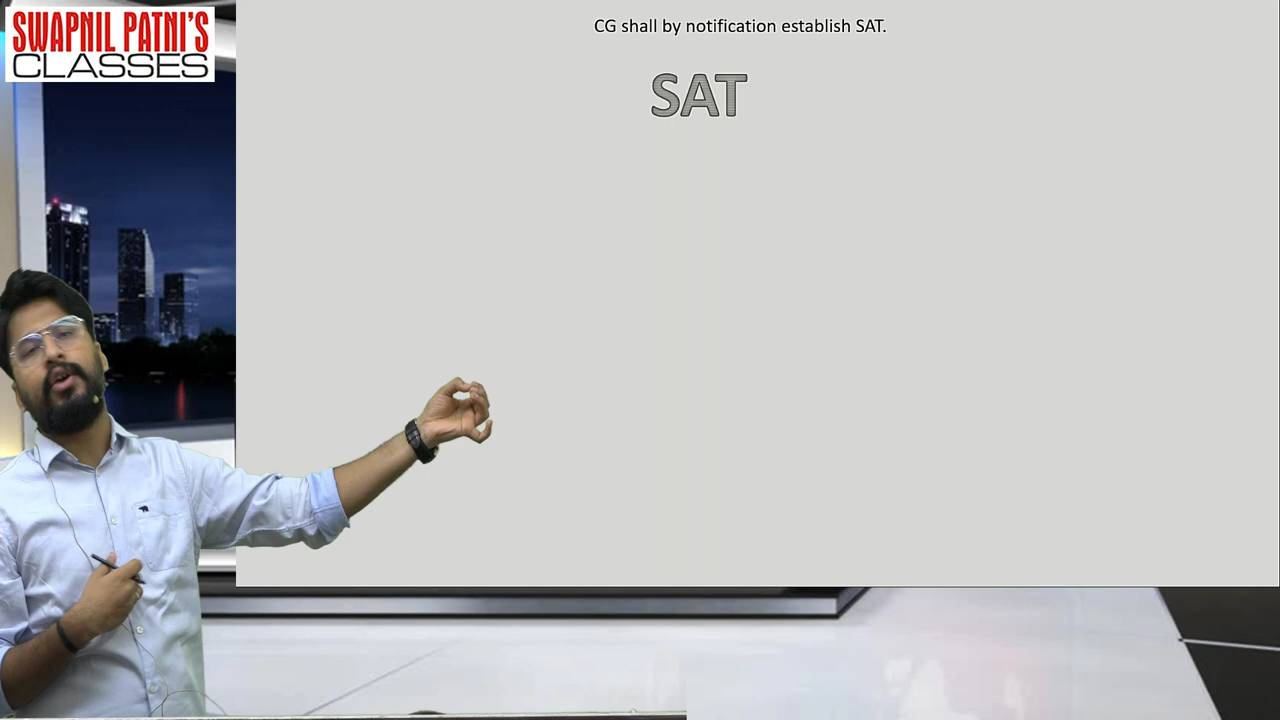 SWAPNIL PATNI'S
CLASSES
CG shall by notification establish SAT.
SAT